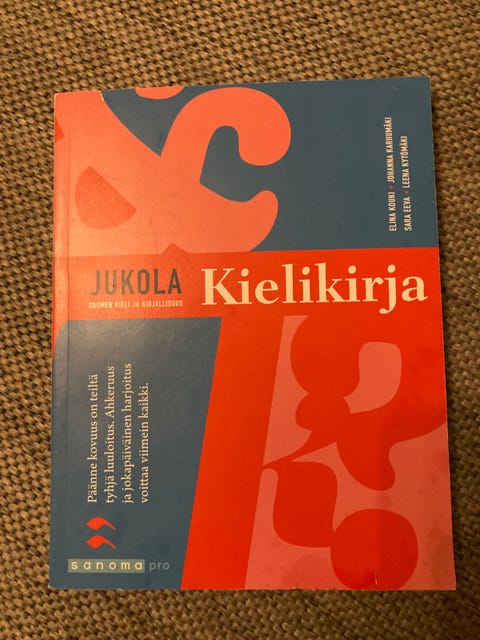 ELINA KOUKI • JOHANNA KARHUMÄKI
SARA EEVA • LEENA KYTÖMÄKI
JUKOLA
SUOMEN KIELI JA KIRJALLISUUS
Kielikirja
Päänne kovuus on teiltä
tyhjä luuloitus. Ahkeruus
ja jokapäiväinen harjoitus
voittaa viimein kaikki.
sanoma pro